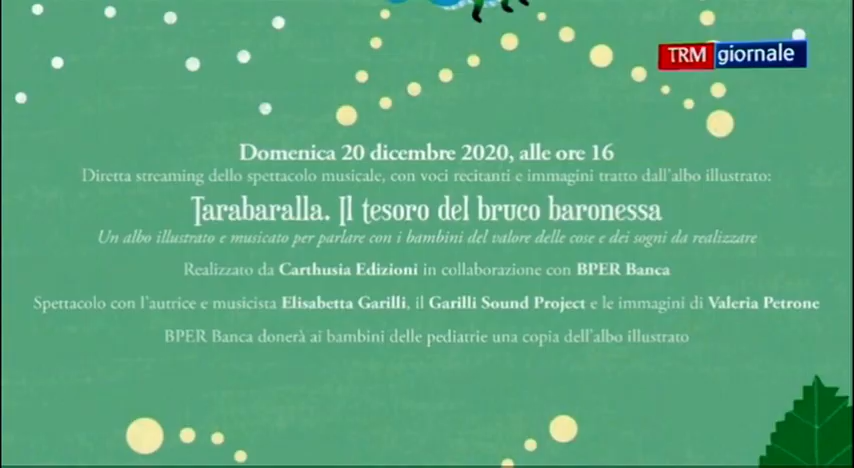 TRM giornale
Domenica 20 dicembre 2020, alle ore 16
Diretta streaming dello spettacolo musicale, con voci recitanti e immagini tratto dall'albo illustrato:
Tarabaralla. Il tesoro del bruco baronessa
Un albo illustrato e musicato per parlare con i bambini del valore delle cose e dei sogni da realizzare
Realizzato da Carthusia Edizioni in collaborazione con BPER Banca
Spettacolo con l'autrice e musicista Elisabetta Garilli, il Garilli Sound Project e le immagini di Valeria Petrone
BPER Banca donerà ai bambini delle pediatrie una copia dell'albo illustrato